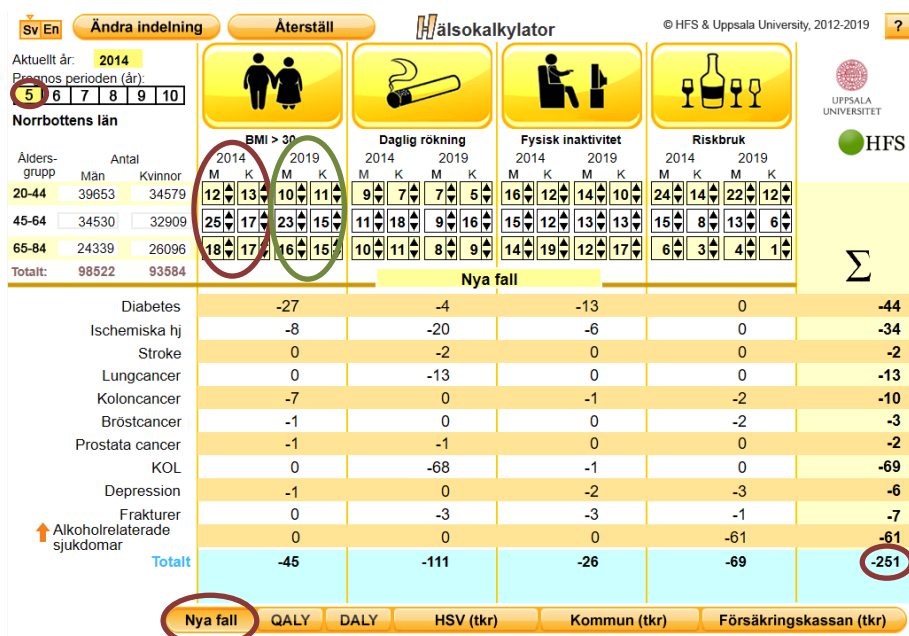 Sv En Ändra indelning Återställ Hälsokalkylator © HFS & Uppsala University, 2012-2019 ?
Aktuellt år: 2014
Prognos perioden (år):
5 6 7 8 9 10
Norrbottens län
UPPSALA
UNIVERSITET
HFS
BMI > 30 Daglig rökning Fysisk inaktivitet Riskbruk
Ålders-
grupp
Antal
Män Kvinnor
2014 2019 2014 2019 2014 2019 2014 2019
M K M K M K M K M K M K M K M K
20-44 39653 34579 12 13 10 11 9 7 7 5 16 12 14 10 24 14 22 12
45-64 34530 32909 25 17 23 15 11 18 9 16 15 12 13 13 15 8 13 6
65-84 24339 26096 18 17 16 15 10 11 8 9 14 19 12 17 6 3 4 1
Totalt: 98522 93584
Σ
Nya fall
Diabetes -27 -4 -13 0 -44
Ischemiska hj -8 -20 -6 0 -34
Stroke 0 -2 0 0 -2
Lungcancer 0 -13 0 0 -13
Koloncancer -7 0 -1 -2 -10
Bröstcancer -1 0 0 -2 -3
Prostata cancer -1 -1 0 0 -2
KOL 0 -68 -1 0 -69
Depression -1 0 -2 -3 -6
Frakturer 0 -3 -3 -1 -7
Alkoholrelaterade
sjukdomar 0 0 0 -61 -61
Totalt -45 -111 -26 -69 -251
Nya fall QALY DALY HSV (tkr) Kommun (tkr) Försäkringskassan (tkr)